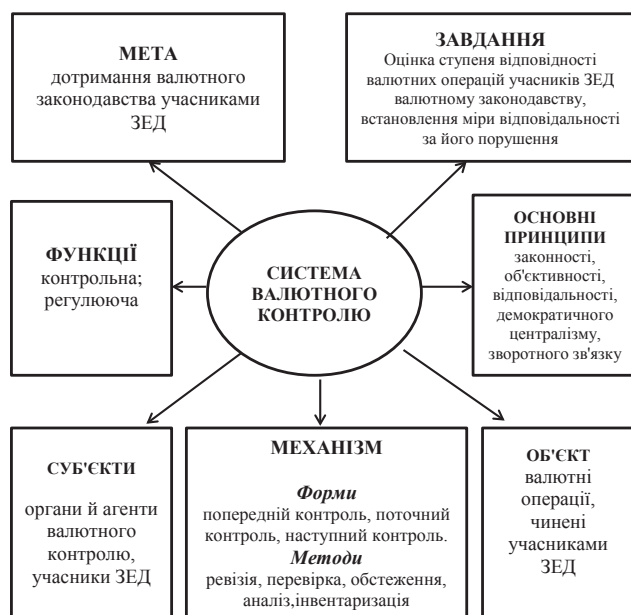 МЕТА
дотримання валютного
законодавства учасниками
ЗЕД
ЗАВДАННЯ
Оцінка ступеня відповідності
валютних операцій учасників ЗЕД
валютному законодавству,
встановлення міри відповідальності
за його порушення
ФУНКЦІЇ
контрольна;
регулююча
СИСТЕМА
ВАЛЮТНОГО
КОНТРОЛЮ
ОСНОВНІ
ПРИНЦИПИ
законності,
об'єктивності,
відповідальності,
демократичного
централізму,
зворотного зв'язку
СУБ'ЄКТИ
органи й агенти
валютного
контролю,
учасники ЗЕД
МЕХАНІЗМ
Форми
попередній контроль, поточний
контроль, наступний контроль.
Методи
ревізія, перевірка, обстеження,
аналіз,інвентаризація
ОБ'ЄКТ
валютні
операції,
чинені
учасниками
ЗЕД